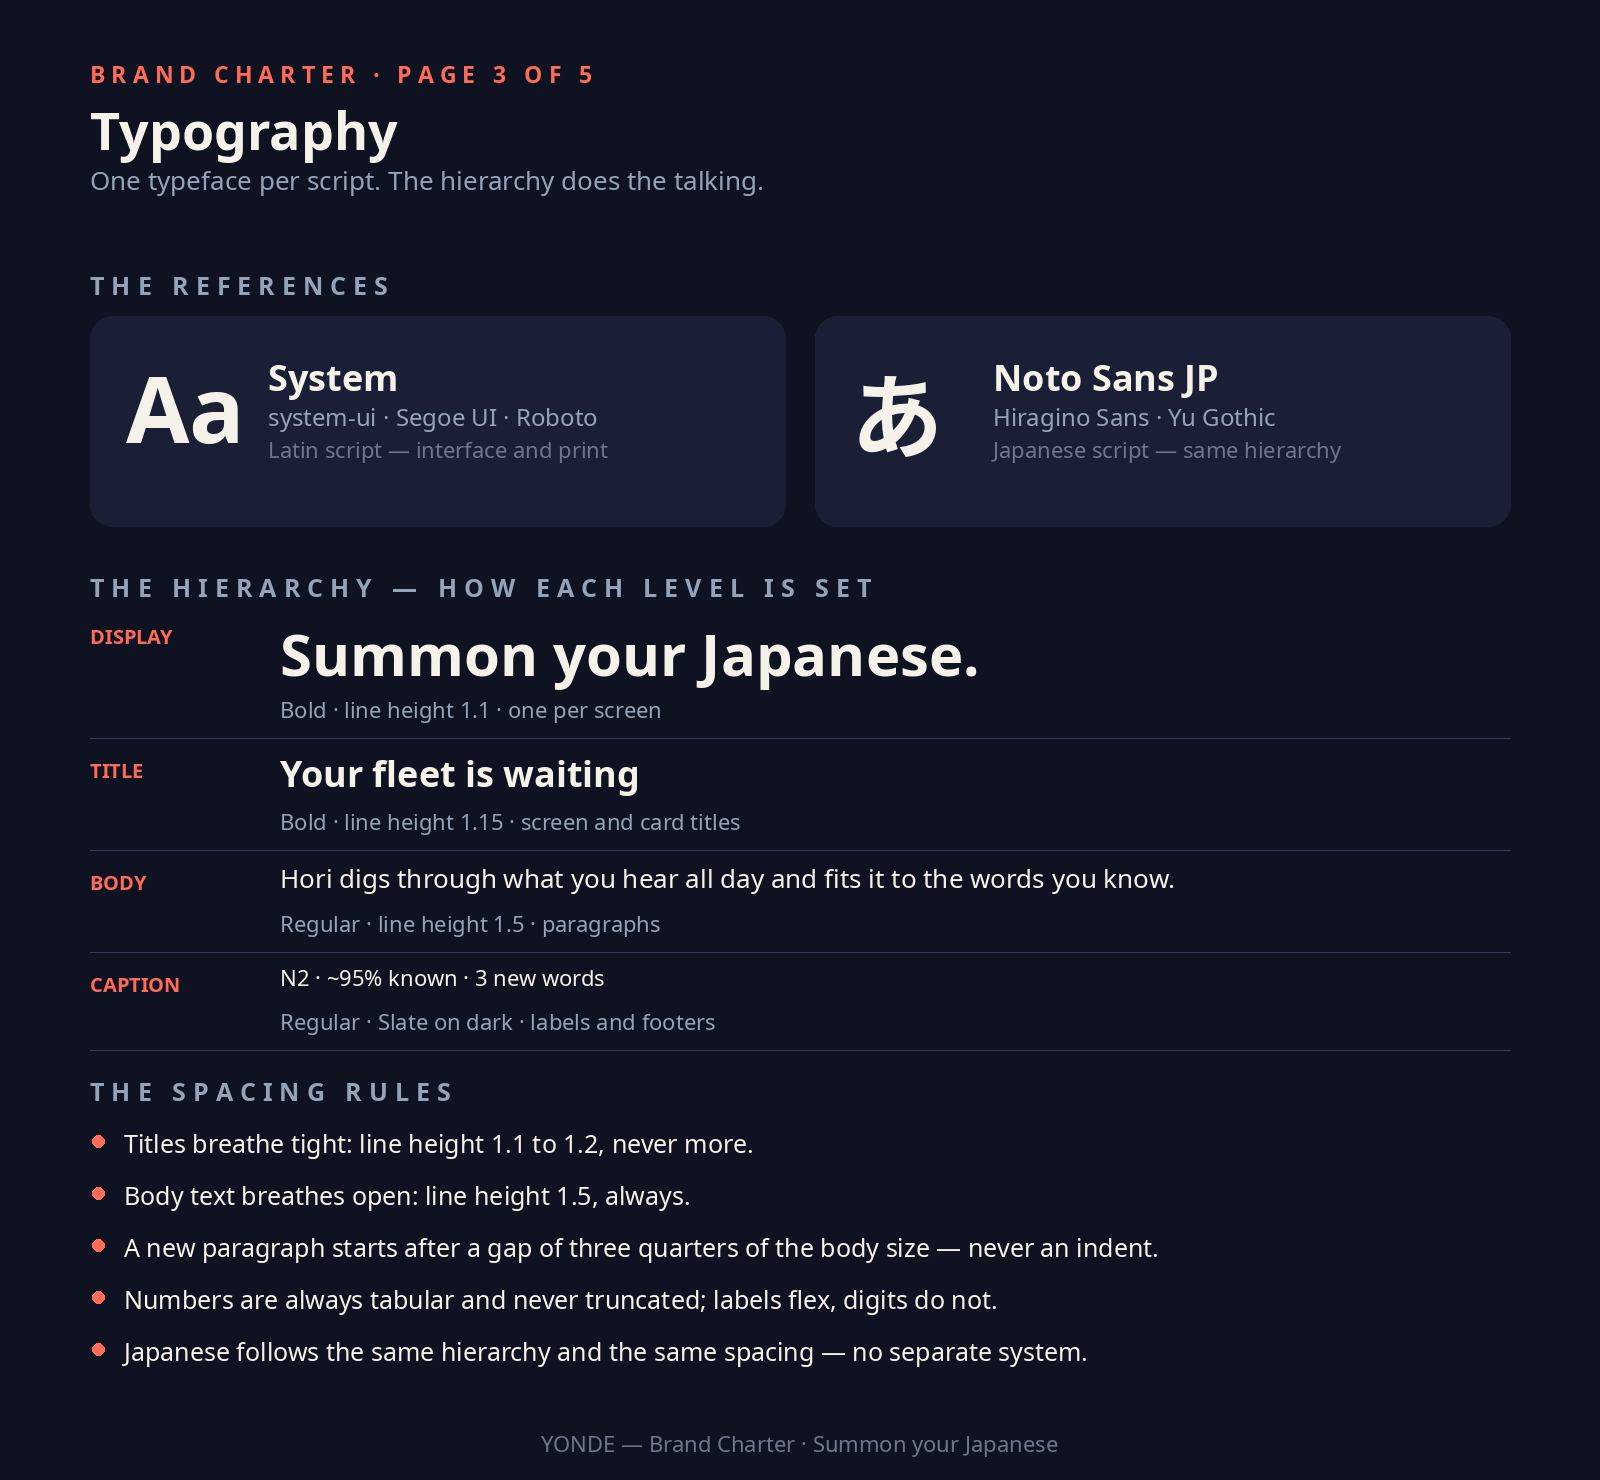 BRAND CHARTER · PAGE 3 OF 5
Typography
One typeface per script. The hierarchy does the talking.
THE REFERENCES
Aa
System
system-ui · Segoe UI · Roboto
Latin script — interface and print
あ
Noto Sans JP
Hiragino Sans · Yu Gothic
Japanese script — same hierarchy
THE HIERARCHY — HOW EACH LEVEL IS SET
DISPLAY
Summon your Japanese.
Bold · line height 1.1 · one per screen
TITLE
Your fleet is waiting
Bold · line height 1.15 · screen and card titles
BODY
Hori digs through what you hear all day and fits it to the words you know.
Regular · line height 1.5 · paragraphs
CAPTION
N2 · ~95% known · 3 new words
Regular · Slate on dark · labels and footers
THE SPACING RULES
Titles breathe tight: line height 1.1 to 1.2, never more.
Body text breathes open: line height 1.5, always.
A new paragraph starts after a gap of three quarters of the body size — never an indent.
Numbers are always tabular and never truncated; labels flex, digits do not.
Japanese follows the same hierarchy and the same spacing — no separate system.
YONDE — Brand Charter · Summon your Japanese